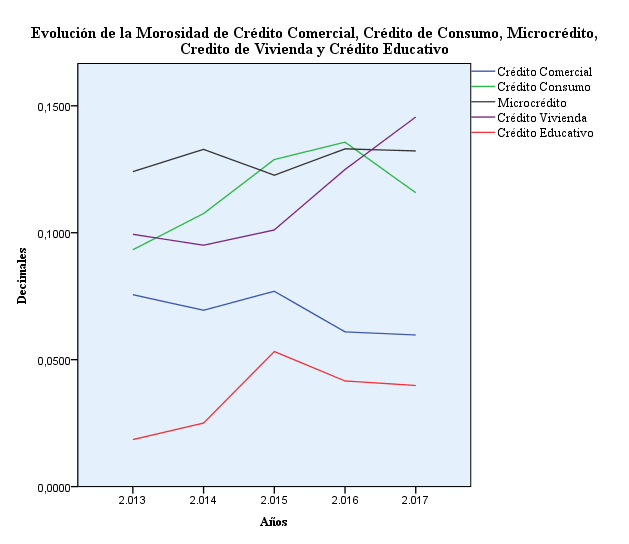 Evolución de la Morosidad de Crédito Comercial, Crédito de Consumo, Microcrédito,
Credito de Vivienda y Crédito Educativo
Crédito Comercial
Crédito Consumo
Microcrédito
Crédito Vivienda
Crédito Educativo
0,1500
0,1000
0,0500
0,0000
Decimales
2.013 2.014 2.015 2.016 2.017
Años